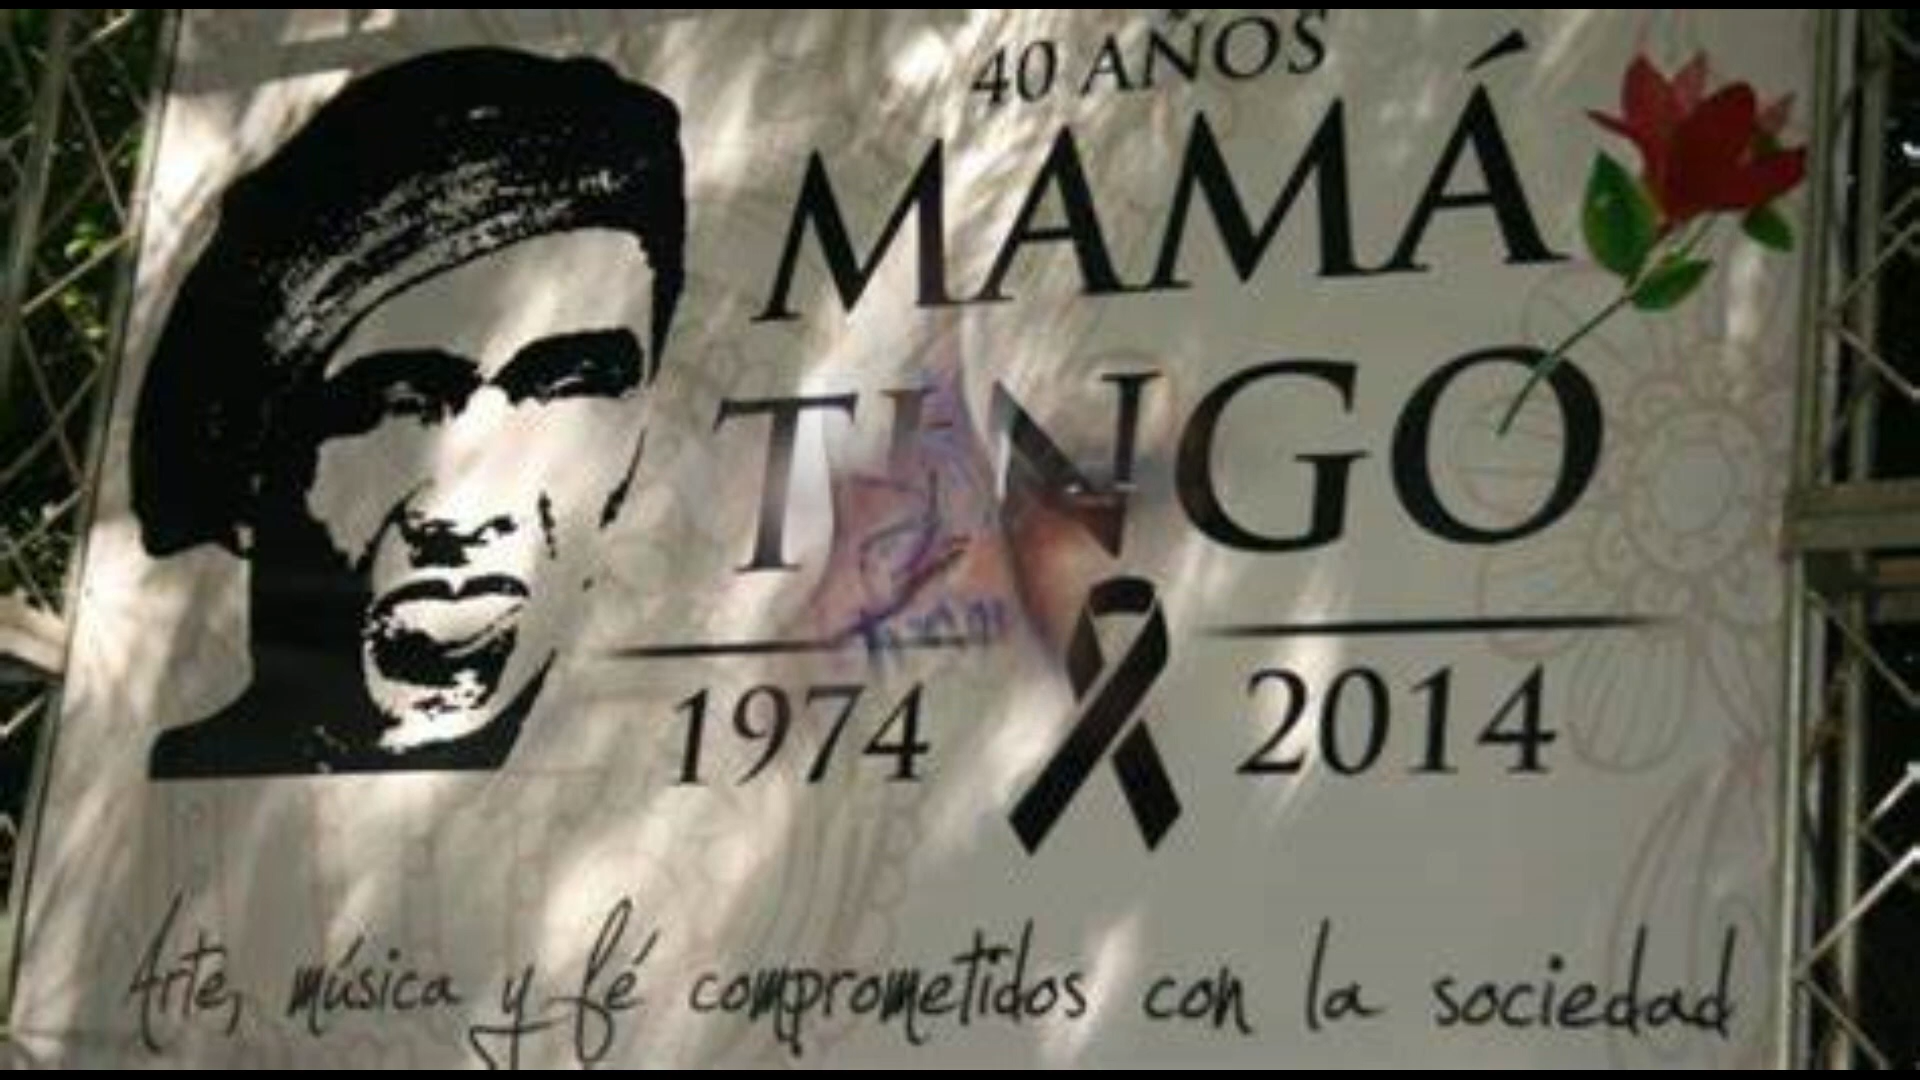 40 AÑOS
MAMÁ
TINGO
1974 2014
Arte, música y fé comprometidos con la sociedad